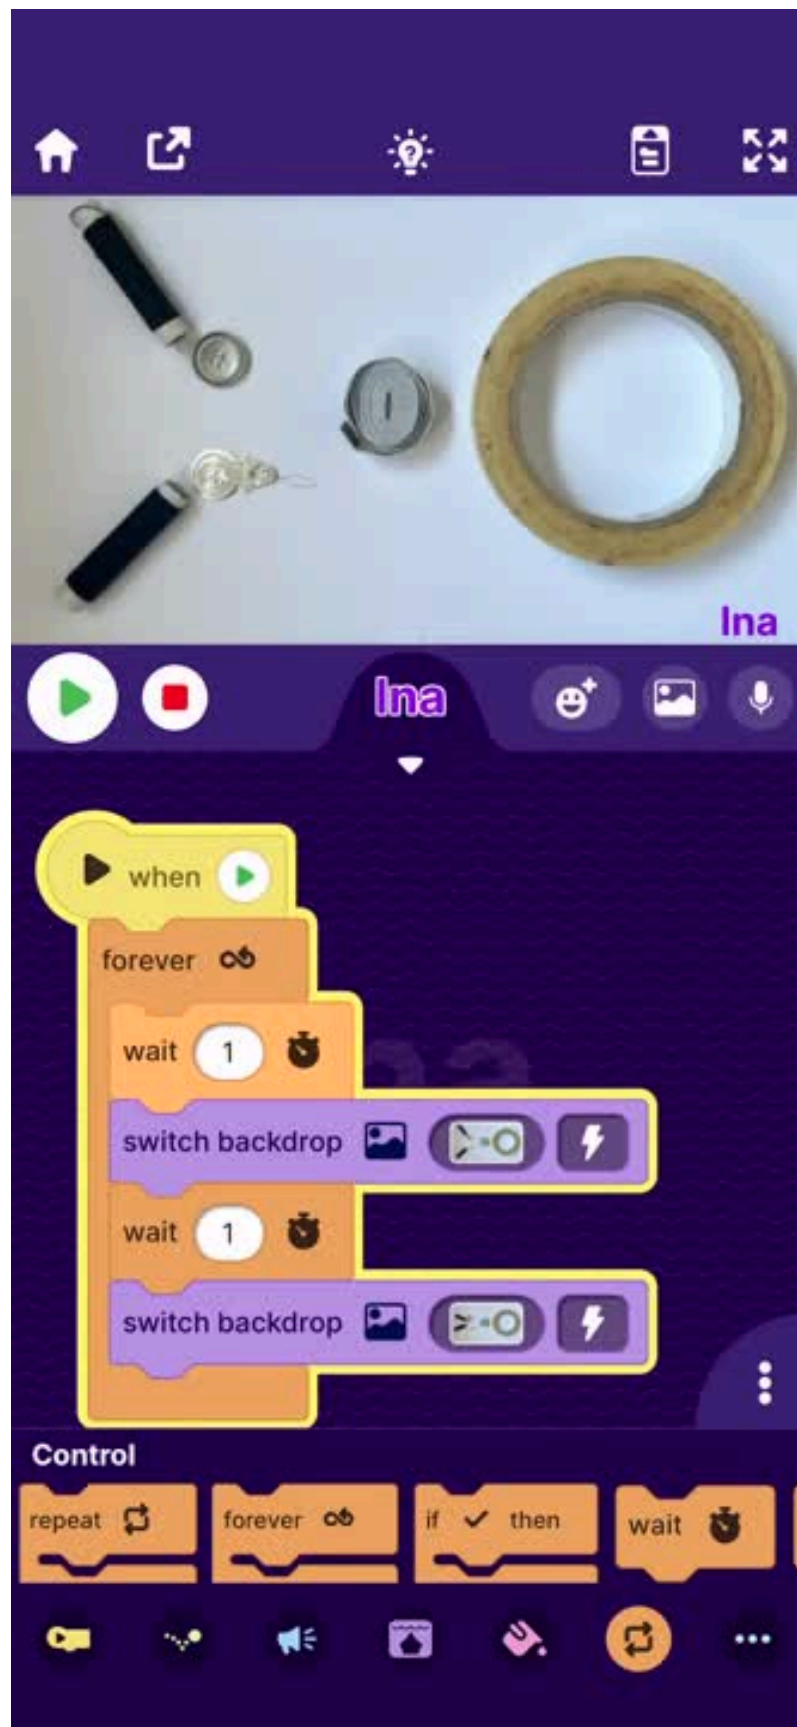 Ina
Ina
when
forever
wait 1
switch backdrop
wait 1
switch backdrop
Control
repeat
forever
if then
wait